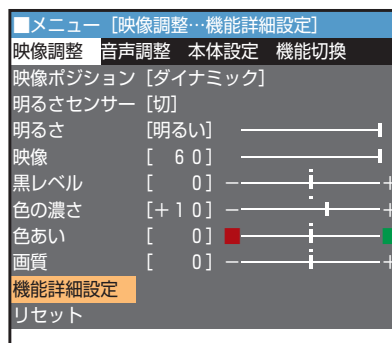 ■メニュー [映像調整…機能詳細設定]
映像調整 音声調整 本体設定 機能切換
映像ポジション [ダイナミック]
明るさセンサー [切]
明るさ [明るい]
映像 [ 60]
黒レベル [ 0] − +
色の濃さ [+10] − +
色あい [ 0]
画質 [ 0] − +
機能詳細設定
リセット